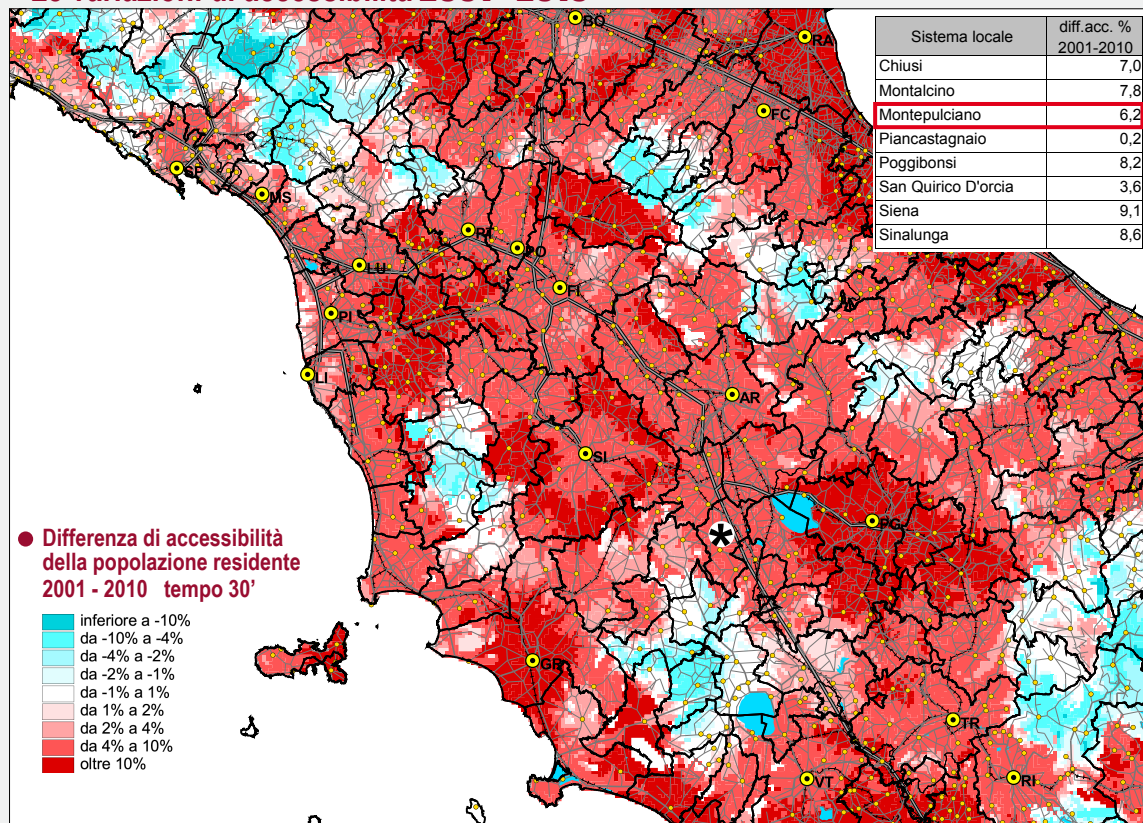 BO
RA
FC
SP
MS
PT
PO
LU
FI
PI
LI
AR
SI
PG
GR
TR
VT
RI
*
Sistema locale diff.acc. % 2001-2010
Chiusi 7,0
Montalcino 7,8
Montepulciano 6,2
Piancastagnaio 0,2
Poggibonsi 8,2
San Quirico D'orcia 3,6
Siena 9,1
Sinalunga 8,6
Differenza di accessibilità
della popolazione residente
2001 - 2010 tempo 30'
inferiore a -10%
da -10% a -4%
da -4% a -2%
da -2% a -1%
da -1% a 1%
da 1% a 2%
da 2% a 4%
da 4% a 10%
oltre 10%